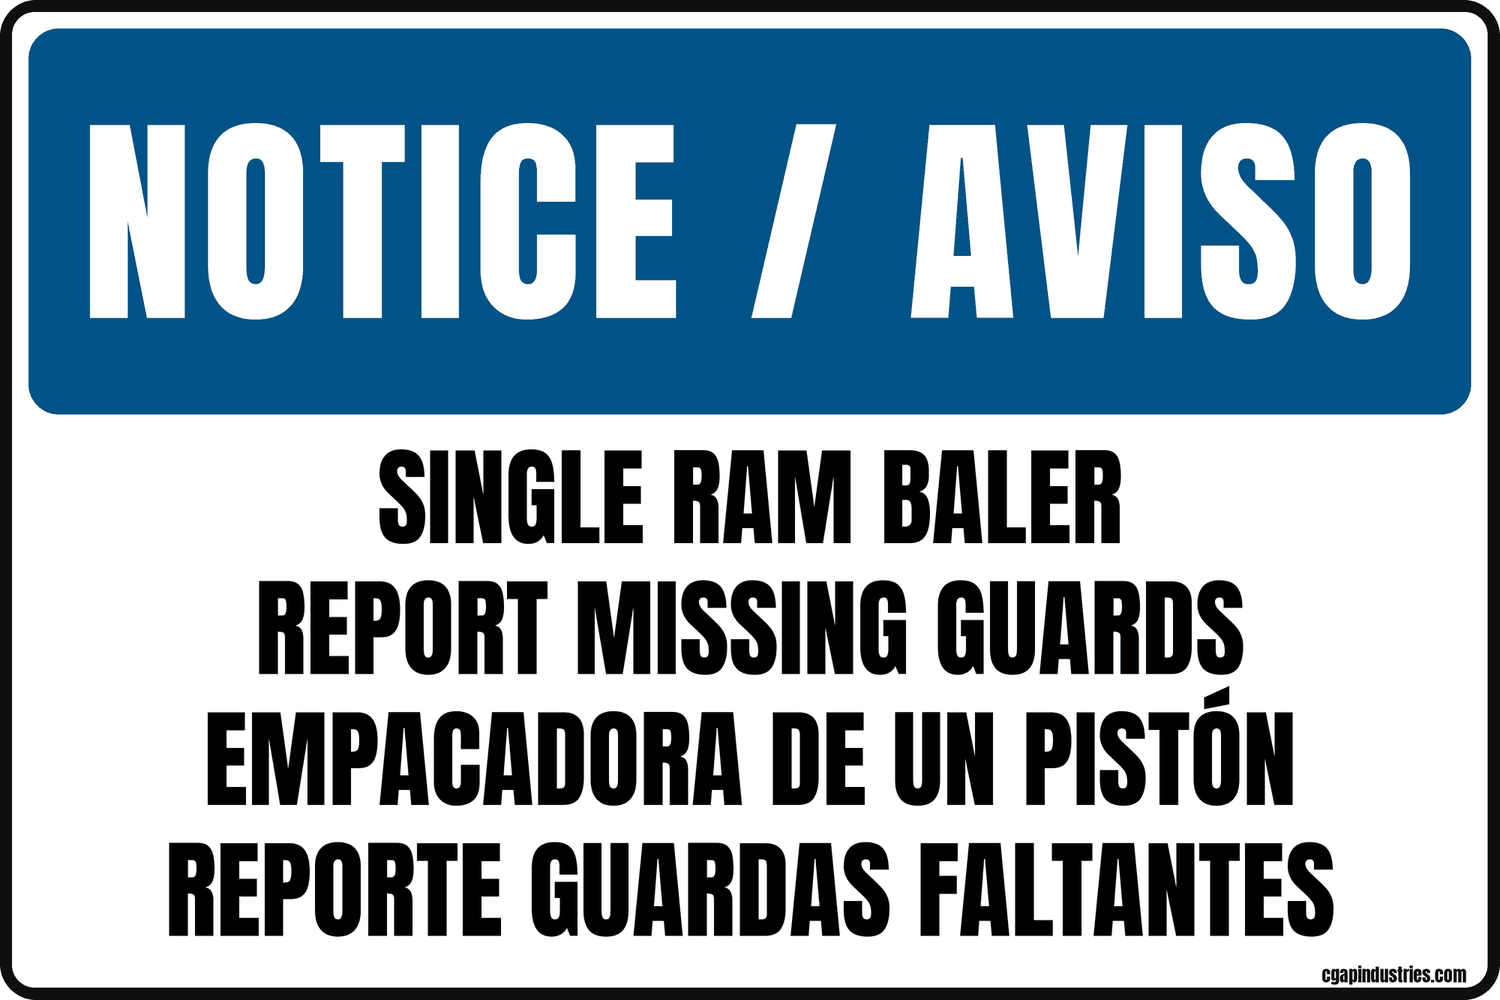 NOTICE / AVISO
SINGLE RAM BALER
REPORT MISSING GUARDS
EMPACADORA DE UN PISTÓN
REPORTE GUARDAS FALTANTES
cgapindustries.com